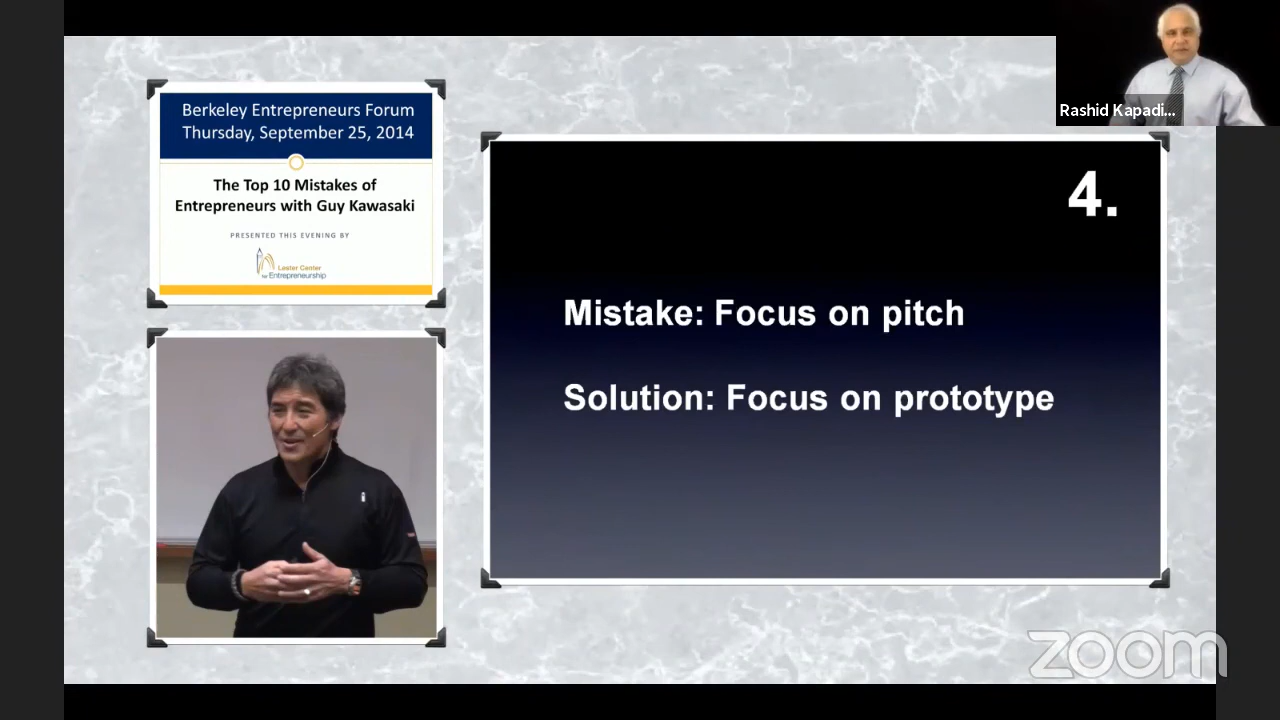 Rashid Kapadi...
Berkeley Entrepreneurs Forum
Thursday, September 25, 2014
The Top 10 Mistakes of
Entrepreneurs with Guy Kawasaki
PRESENTED THIS EVENING BY
Lester Center
for Entrepreneurship
4.
Mistake: Focus on pitch
Solution: Focus on prototype
zoom